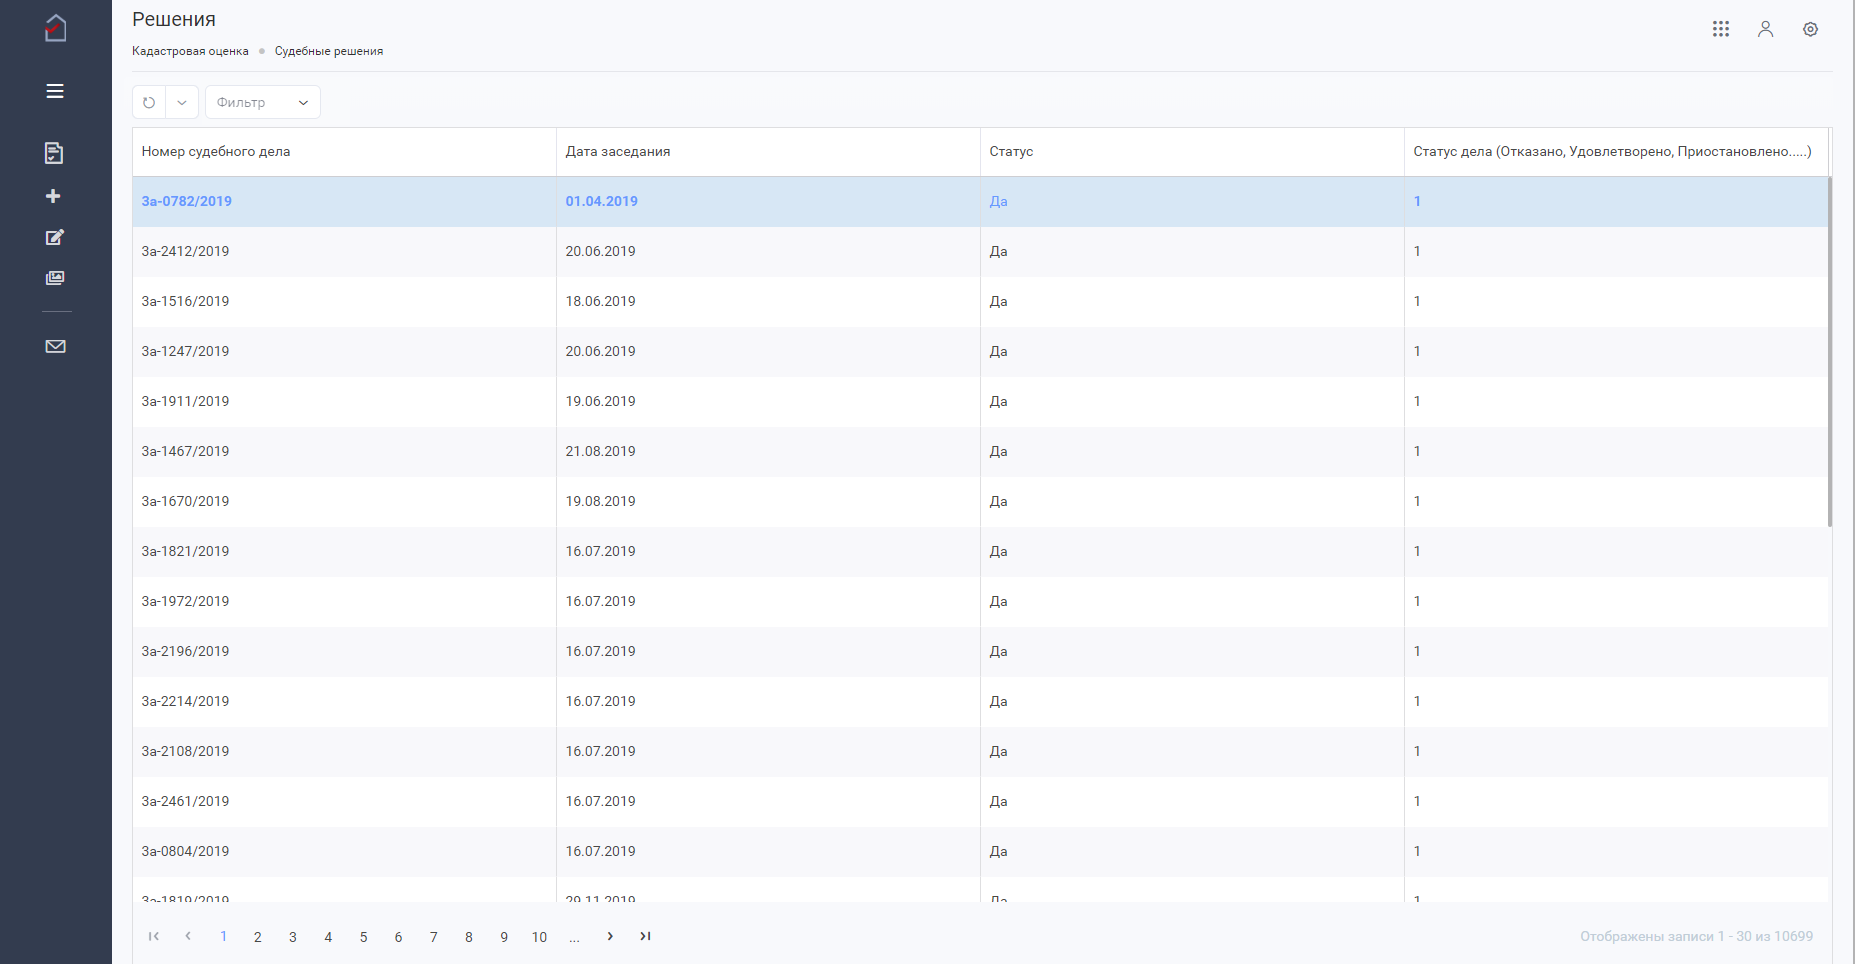 Решения
Кадастровая оценка Судебные решения
Фильтр
Номер судебного дела Дата заседания Статус Статус дела (Отказано, Удовлетворено, Приостановлено.....)
3а-0782/2019 01.04.2019 Да 1
3а-2412/2019 20.06.2019 Да 1
3а-1516/2019 18.06.2019 Да 1
3а-1247/2019 20.06.2019 Да 1
3а-1911/2019 19.06.2019 Да 1
3а-1467/2019 21.08.2019 Да 1
3а-1670/2019 19.08.2019 Да 1
3а-1821/2019 16.07.2019 Да 1
3а-1972/2019 16.07.2019 Да 1
3а-2196/2019 16.07.2019 Да 1
3а-2214/2019 16.07.2019 Да 1
3а-2108/2019 16.07.2019 Да 1
3а-2461/2019 16.07.2019 Да 1
3а-0804/2019 16.07.2019 Да 1
3а-1819/2019 29.11.2019 Да 1
1 2 3 4 5 6 7 8 9 10 ... Отображены записи 1 - 30 из 10699